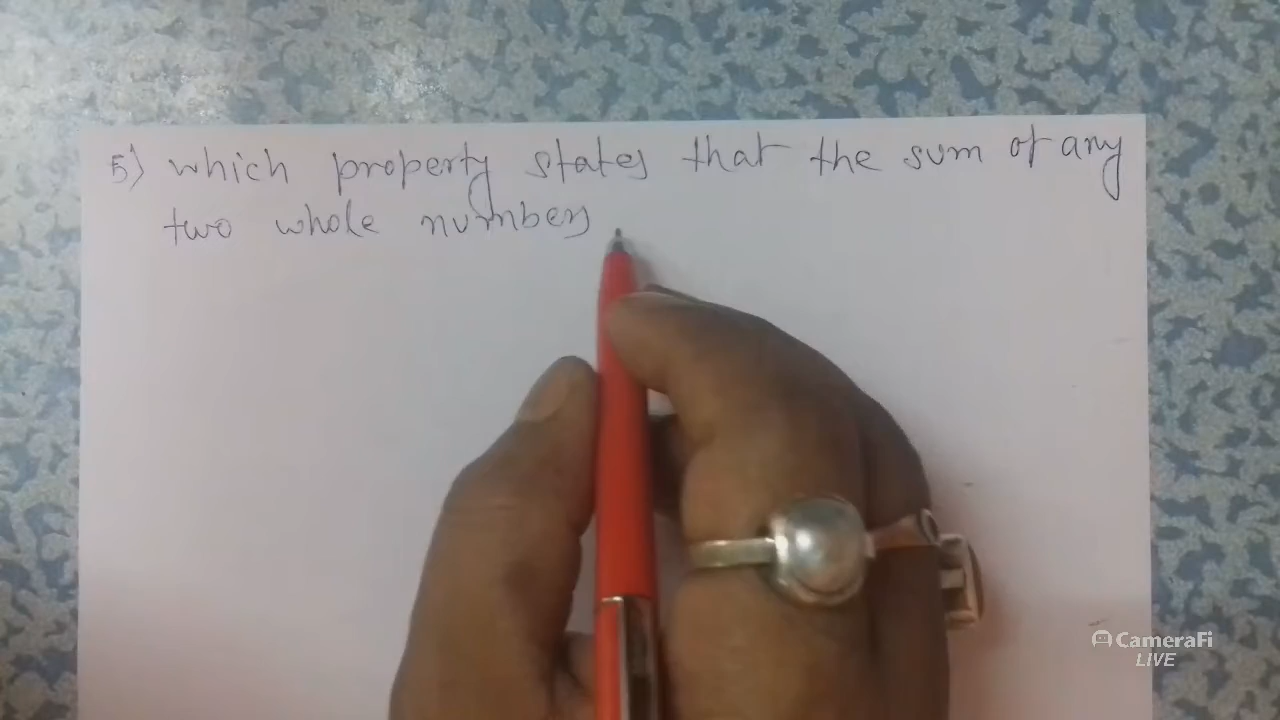 5) which property states that the sum of any
two whole numbers
CameraFi
LIVE